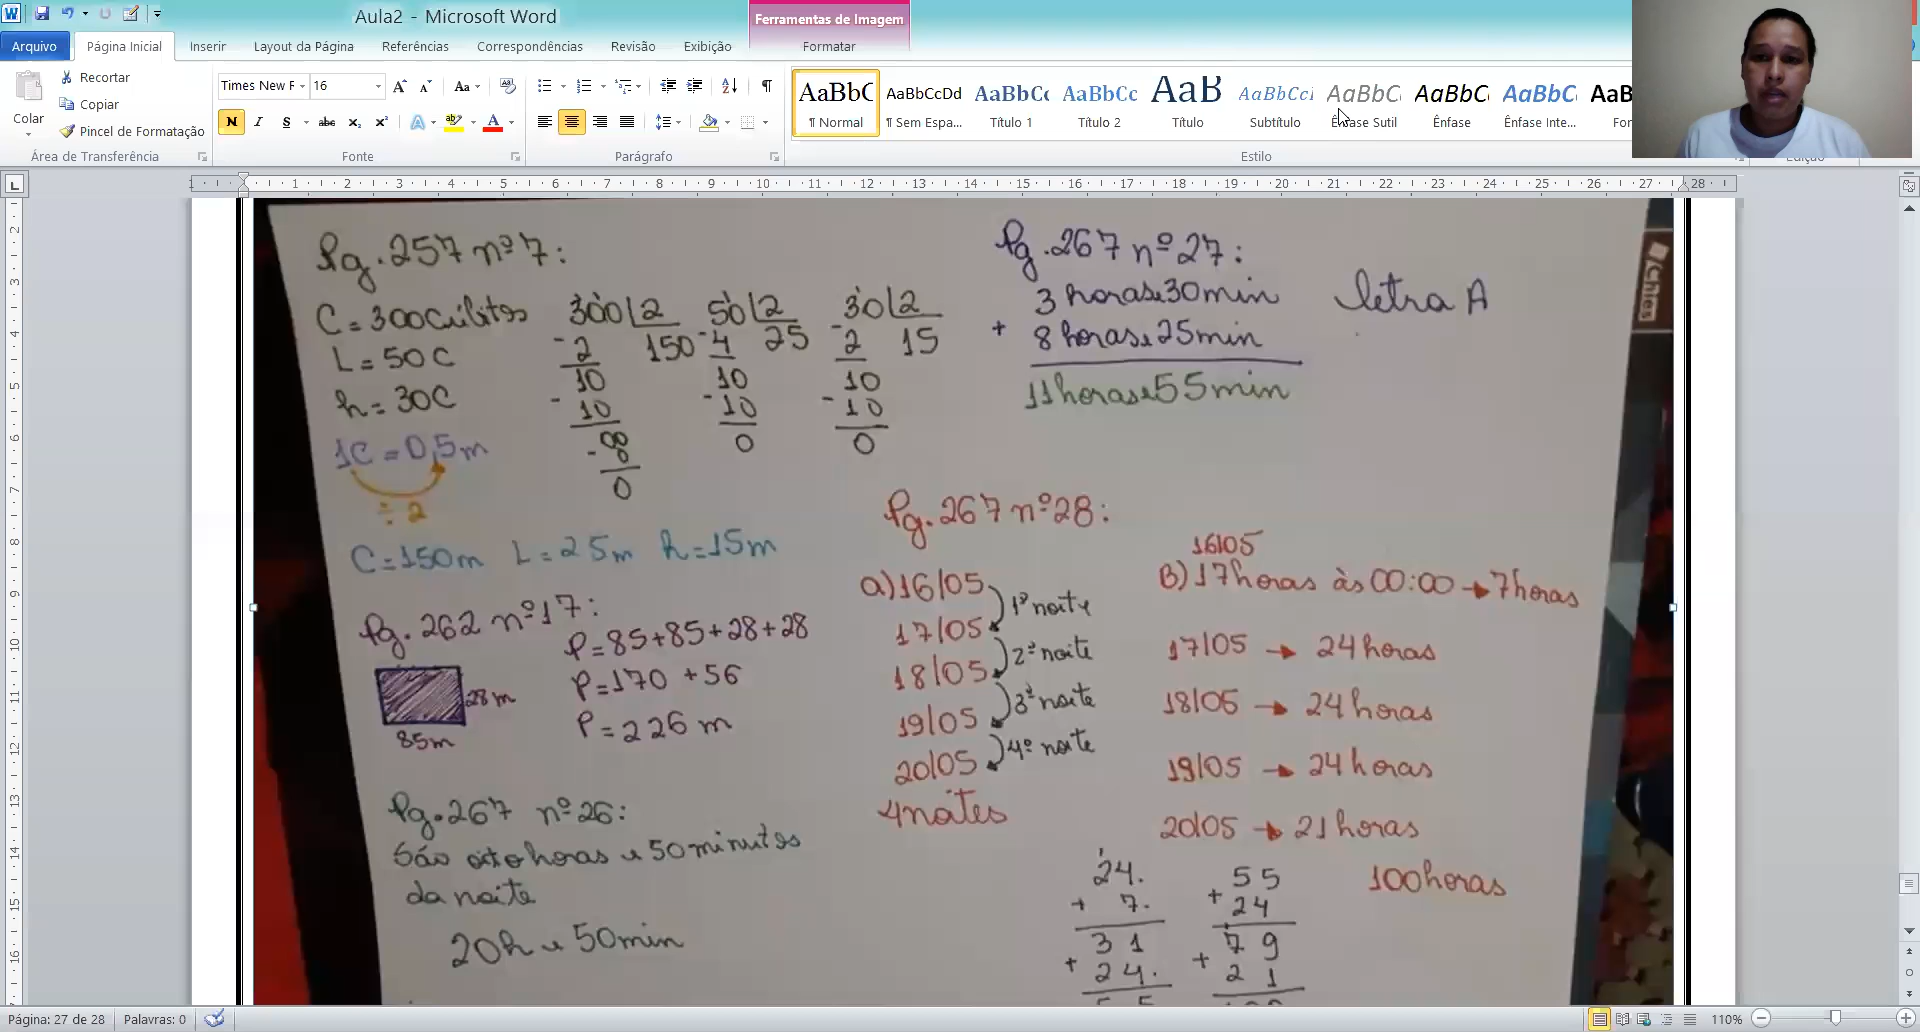 Aula2 - Microsoft Word
Ferramentas de Imagem
Arquivo
Página Inicial
Inserir
Layout da Página
Referências
Correspondências
Revisão
Exibição
Formatar
Colar
Recortar
Copiar
Pincel de Formatação
Área de Transferência
Times New F
16
Fonte
Parágrafo
AaBbC
¶ Normal
AaBbCcDd
¶ Sem Espa...
AaBbCc
Título 1
AaBbCc
Título 2
AaB
Título
AaBbCcI
Subtítulo
AaBbCc
Ênfase Sutil
AaBbCc
Ênfase
AaBbCc
Ênfase Inte...
Estilo
Pg. 257 nº 7:
C = 300 Cúbitos
L = 50 C
h = 30C
1C = 0,5m
÷ 2
300 2
- 2 150
10
- 10
00
- 0
0
50 2
- 4 25
10
- 10
0
30 2
- 2 15
10
- 10
0
C = 150m L = 25m h = 15m
Pg. 262 nº 17:
28 m
85m
P = 85+85+28+28
P = 170 + 56
P = 226 m
Pg. 267 nº 26:
São oito horas e 50 minutos
da noite
20h e 50min
Pg. 267 nº 27:
3 horas e 30 min
+ 8 horas e 25 min
11 horas e 55 min
letra A
Pg. 267 nº 28:
a) 16/05
17/05
18/05
19/05
20/05
1ª noite
2ª noite
3ª noite
4ª noite
4 noites
16/05
B) 17 horas às 00:00 → 7 horas
17/05 → 24 horas
18/05 → 24 horas
19/05 → 24 horas
20/05 → 21 horas
100 horas
1
24.
+ 7.
31
+ 24.
55
55
+ 24
79
+ 21
Página: 27 de 28
Palavras: 0
110%